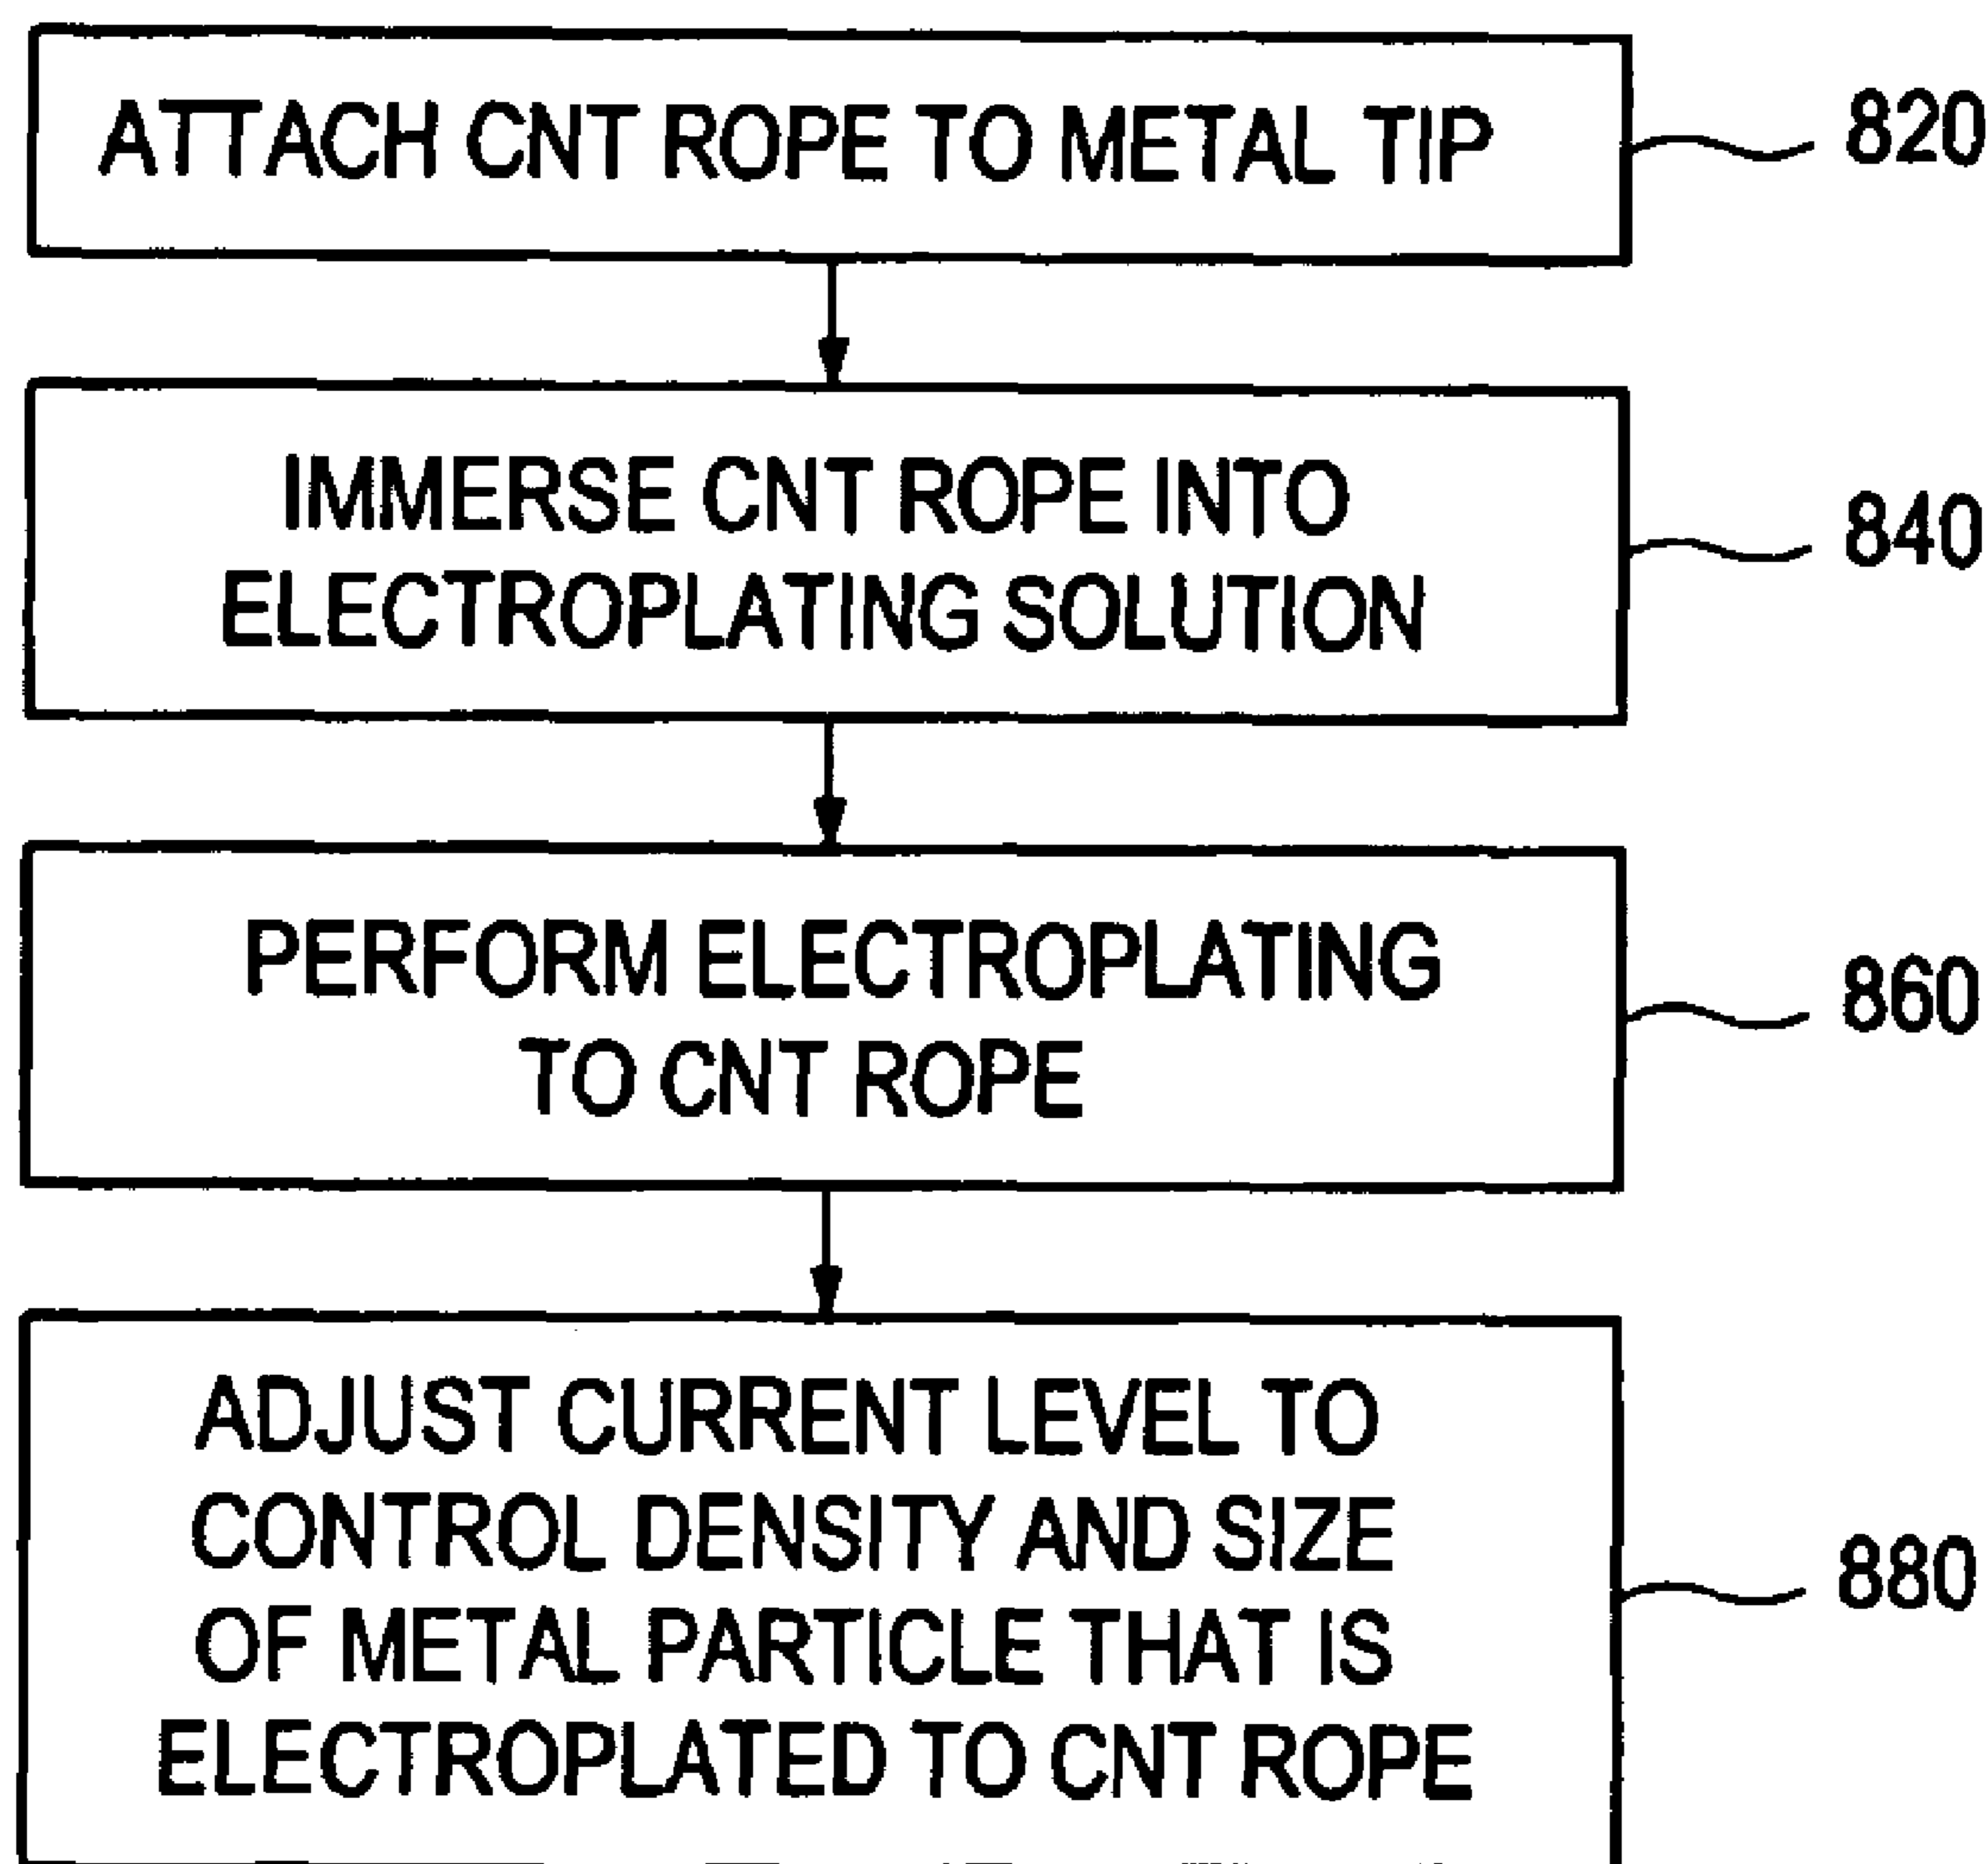 ATTACH CNT ROPE TO METAL TIP
820
IMMERSE CNT ROPE INTO
ELECTROPLATING SOLUTION
840
PERFORM ELECTROPLATING
TO CNT ROPE
860
ADJUST CURRENT LEVEL TO
CONTROL DENSITY AND SIZE
OF METAL PARTICLE THAT IS
ELECTROPLATED TO CNT ROPE
880